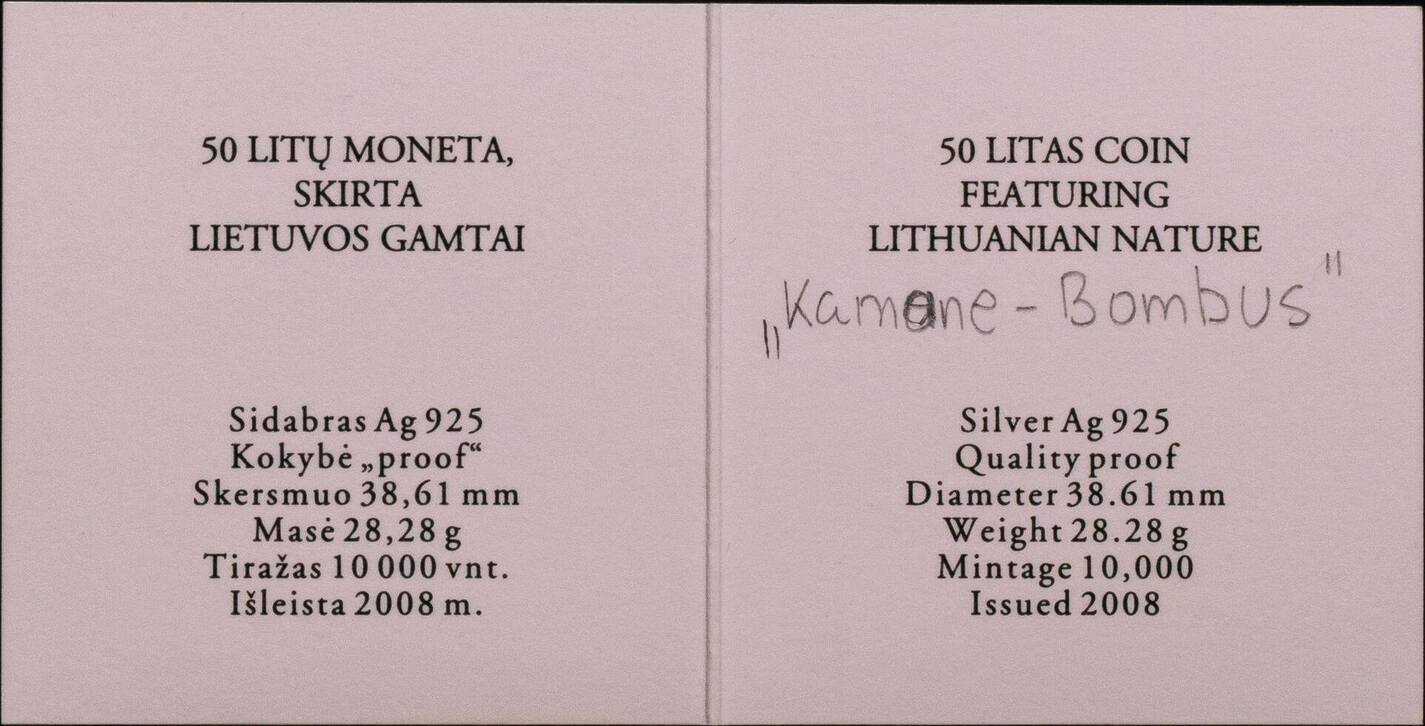 50 LITŲ MONETA,
SKIRTA
LIETUVOS GAMTAI
Sidabras Ag 925
Kokybė „proof“
Skersmuo 38,61 mm
Masė 28,28 g
Tiražas 10 000 vnt.
Išleista 2008 m.
50 LITAS COIN
FEATURING
LITHUANIAN NATURE
„Kamane - Bombus"
Silver Ag 925
Quality proof
Diameter 38.61 mm
Weight 28.28 g
Mintage 10,000
Issued 2008